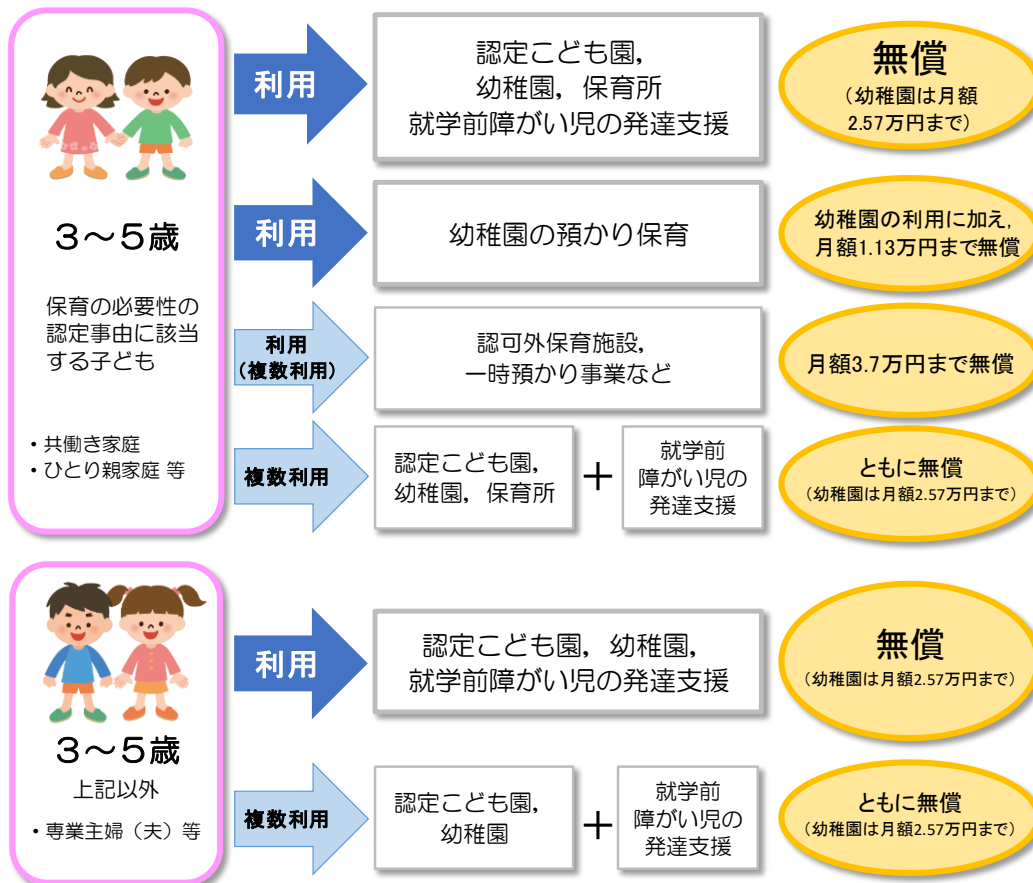 3~5歳
保育の必要性の
認定事由に該当
する子ども
・共働き家庭
・ひとり親家庭 等
利用
認定こども園,
幼稚園, 保育所
就学前障がい児の発達支援
無償
(幼稚園は月額
2.57万円まで)
利用
幼稚園の預かり保育
幼稚園の利用に加え,
月額1.13万円まで無償
利用
(複数利用)
認可外保育施設,
一時預かり事業など
月額3.7万円まで無償
複数利用
認定こども園,
幼稚園, 保育所
+
就学前
障がい児の
発達支援
ともに無償
(幼稚園は月額2.57万円まで)
3~5歳
上記以外
・専業主婦(夫)等
利用
認定こども園, 幼稚園,
就学前障がい児の発達支援
無償
(幼稚園は月額2.57万円まで)
複数利用
認定こども園,
幼稚園
+
就学前
障がい児の
発達支援
ともに無償
(幼稚園は月額2.57万円まで)